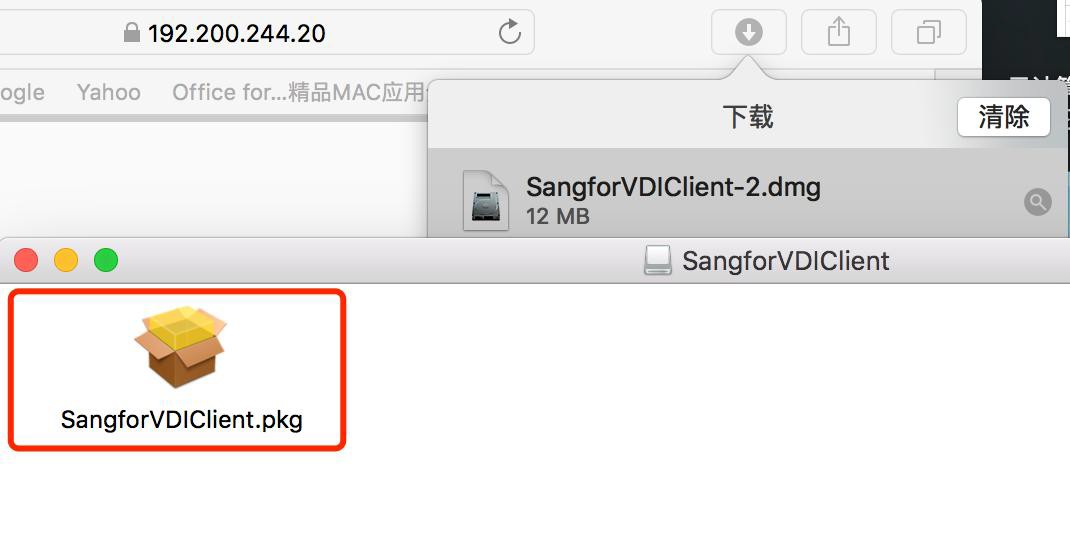 192.200.244.20
ogle Yahoo Office for...精品MAC应用
下载
清除
SangforVDIClient-2.dmg
12 MB
SangforVDIClient
SangforVDIClient.pkg